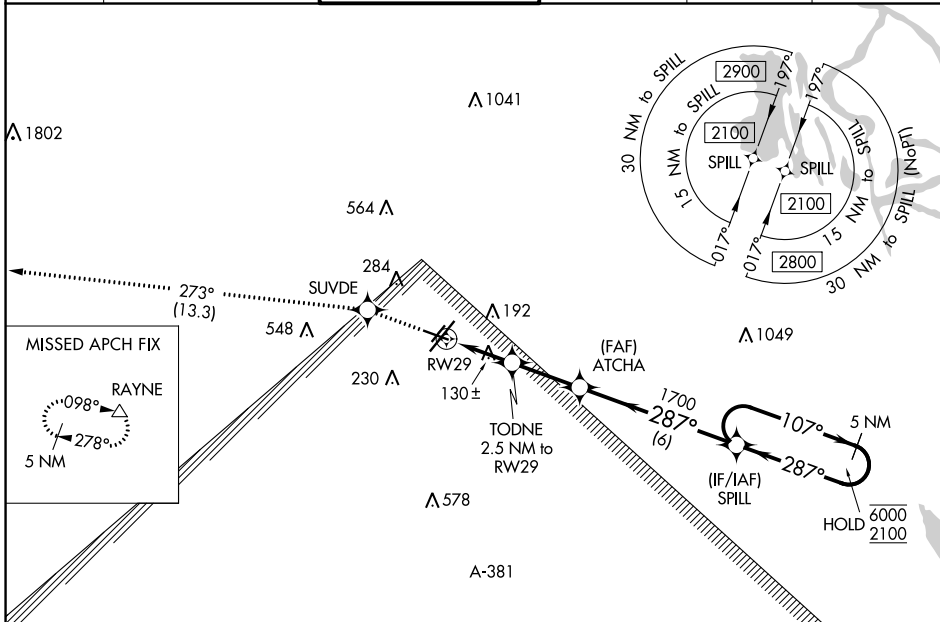 1041
1802
564
284
SUVDE
273°
(13.3)
548
192
RW29
230
130 ±
TODNE
2.5 NM to
RW29
(FAF)
ATCHA
1700
287°
(6)
1049
107°
5 NM
287°
(IF/IAF)
SPILL
HOLD
6000
2100
578
A-381
MISSED APCH FIX
RAYNE
098°
278°
5 NM
30 NM to SPILL
2900
197°
15 NM to SPILL
2100
SPILL
017°
197°
SPILL
2100
15 NM to SPILL
017°
2800
30 NM to SPILL (NoPT)